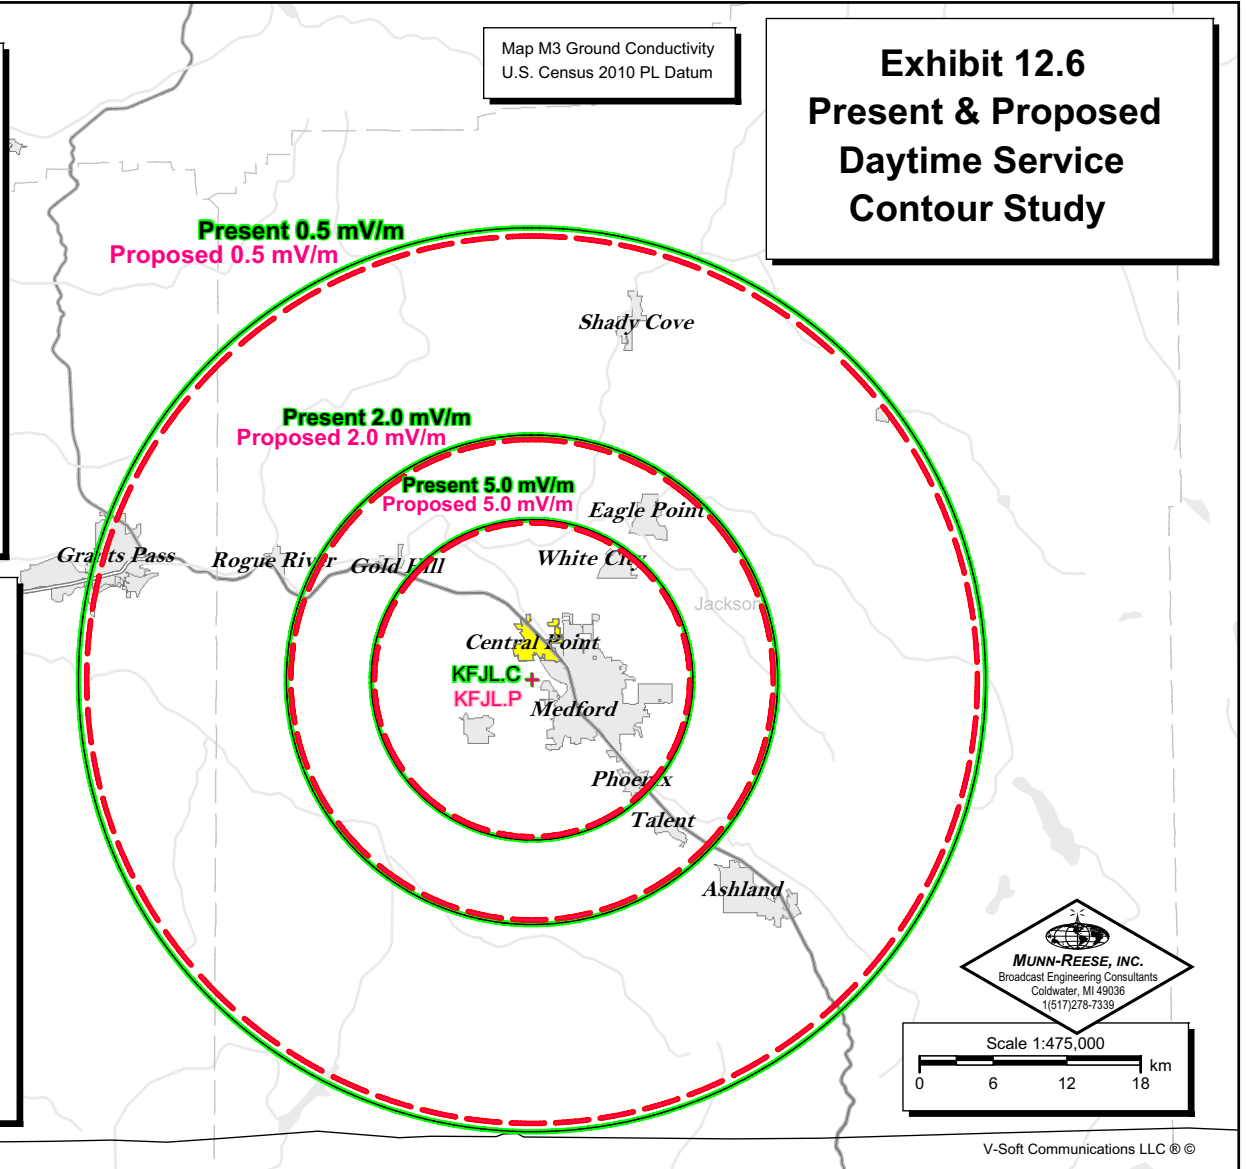 Map M3 Ground Conductivity
U.S. Census 2010 PL Datum
Exhibit 12.6
Present & Proposed
Daytime Service
Contour Study
Present 0.5 mV/m
Proposed 0.5 mV/m
Shady Cove
Present 2.0 mV/m
Proposed 2.0 mV/m
Present 5.0 mV/m
Proposed 5.0 mV/m
Eagle Point
Grants Pass
Rogue River
Gold Hill
White City
Jackson
Central Point
KFJL.C
KFJL.P
Medford
Phoenix
Talent
Ashland
MUNN-REESE, INC.
Broadcast Engineering Consultants
Coldwater, MI 49036
1(517)278-7339
Scale 1:475,000
km
0 6 12 18
V-Soft Communications LLC ® ©